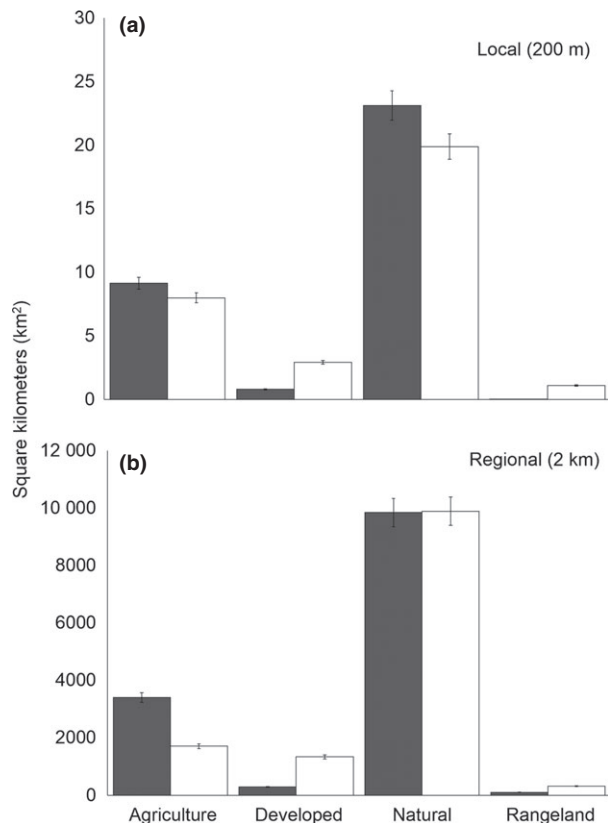 (a)
Local (200 m)
30
25
20
15
10
5
0
Square kilometers (km²)
(b)
Regional (2 km)
12 000
10 000
8000
6000
4000
2000
0
Agriculture Developed Natural Rangeland